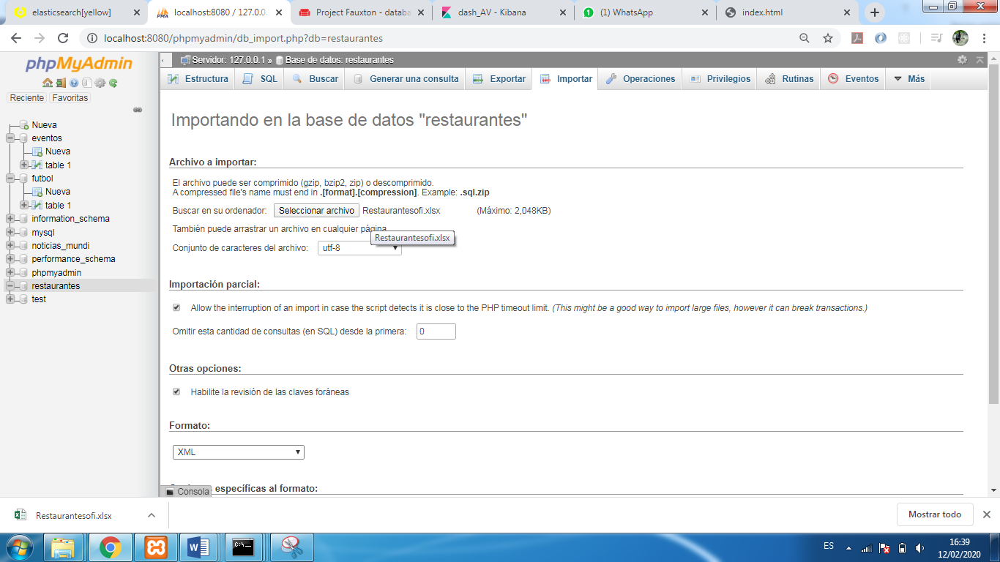 elasticsearch[yellow]
localhost:8080 / 127.0.0.
Project Fauxton - databa
dash_AV - Kibana
(1) WhatsApp
index.html
localhost:8080/phpmyadmin/db_import.php?db=restaurantes
phpMyAdmin
Reciente Favoritas
Nueva
eventos
Nueva
table 1
futbol
Nueva
table 1
information_schema
mysql
noticias_mundi
performance_schema
phpmyadmin
restaurantes
test
Servidor: 127.0.0.1 » Base de datos: restaurantes
Estructura SQL Buscar Generar una consulta Exportar Importar Operaciones Privilegios Rutinas Eventos Más
Importando en la base de datos "restaurantes"
Archivo a importar:
El archivo puede ser comprimido (gzip, bzip2, zip) o descomprimido.
A compressed file's name must end in .[format].[compression]. Example: .sql.zip
Buscar en su ordenador: Seleccionar archivo Restaurantesofi.xlsx (Máximo: 2,048KB)
También puede arrastrar un archivo en cualquier página
Restaurantesofi.xlsx
Conjunto de caracteres del archivo: utf-8
Importación parcial:
Allow the interruption of an import in case the script detects it is close to the PHP timeout limit. (This might be a good way to import large files, however it can break transactions.)
Omitir esta cantidad de consultas (en SQL) desde la primera: 0
Otras opciones:
Habilite la revisión de las claves foráneas
Formato:
XML
específicas al formato:
Consola
Restaurantesofi.xlsx
Mostrar todo
ES
16:39
12/02/2020